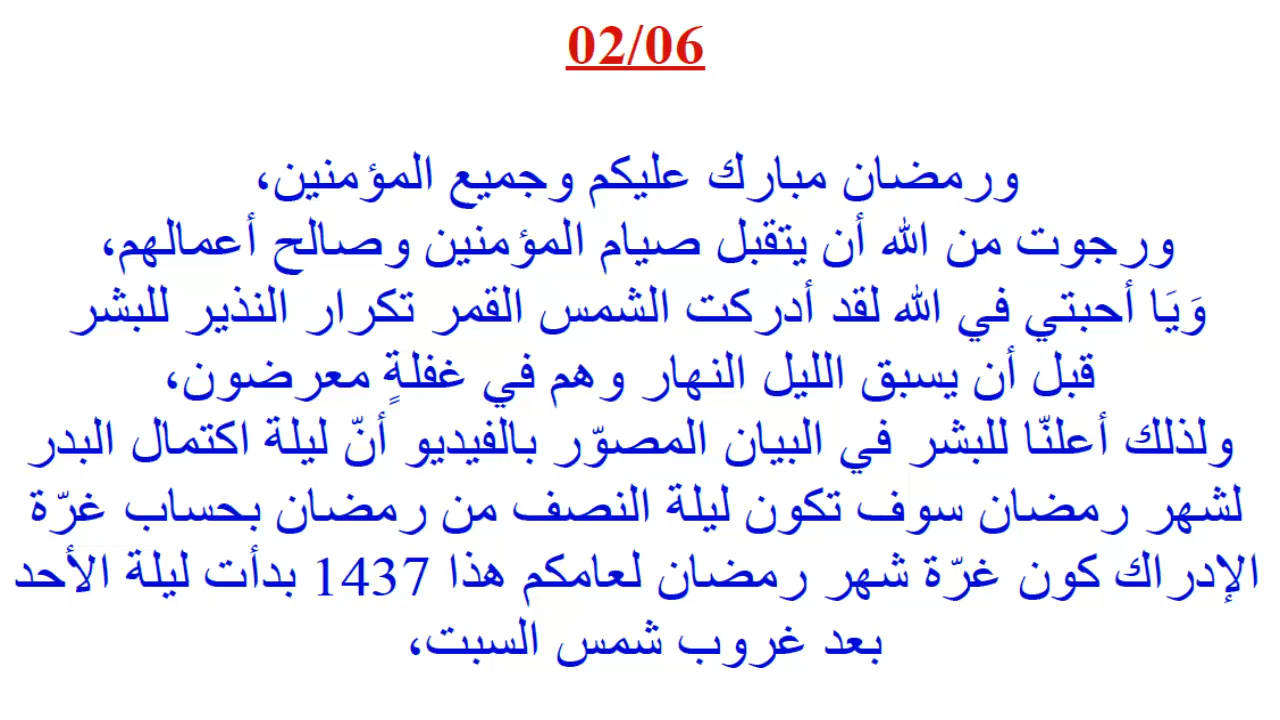 02/06
ورمضان مبارك عليكم وجميع المؤمنين،
ورجوت من الله أن يتقبل صيام المؤمنين وصالح أعمالهم،
وَيَا أحبتي في الله لقد أدركت الشمس القمر تكرار النذير للبشر
قبل أن يسبق الليل النهار وهم في غفلةٍ معرضون،
ولذلك أعلنّا للبشر في البيان المصوّر بالفيديو أنّ ليلة اكتمال البدر
لشهر رمضان سوف تكون ليلة النصف من رمضان بحساب غرّة
الإدراك كون غرّة شهر رمضان لعامكم هذا 1437 بدأت ليلة الأحد
بعد غروب شمس السبت،